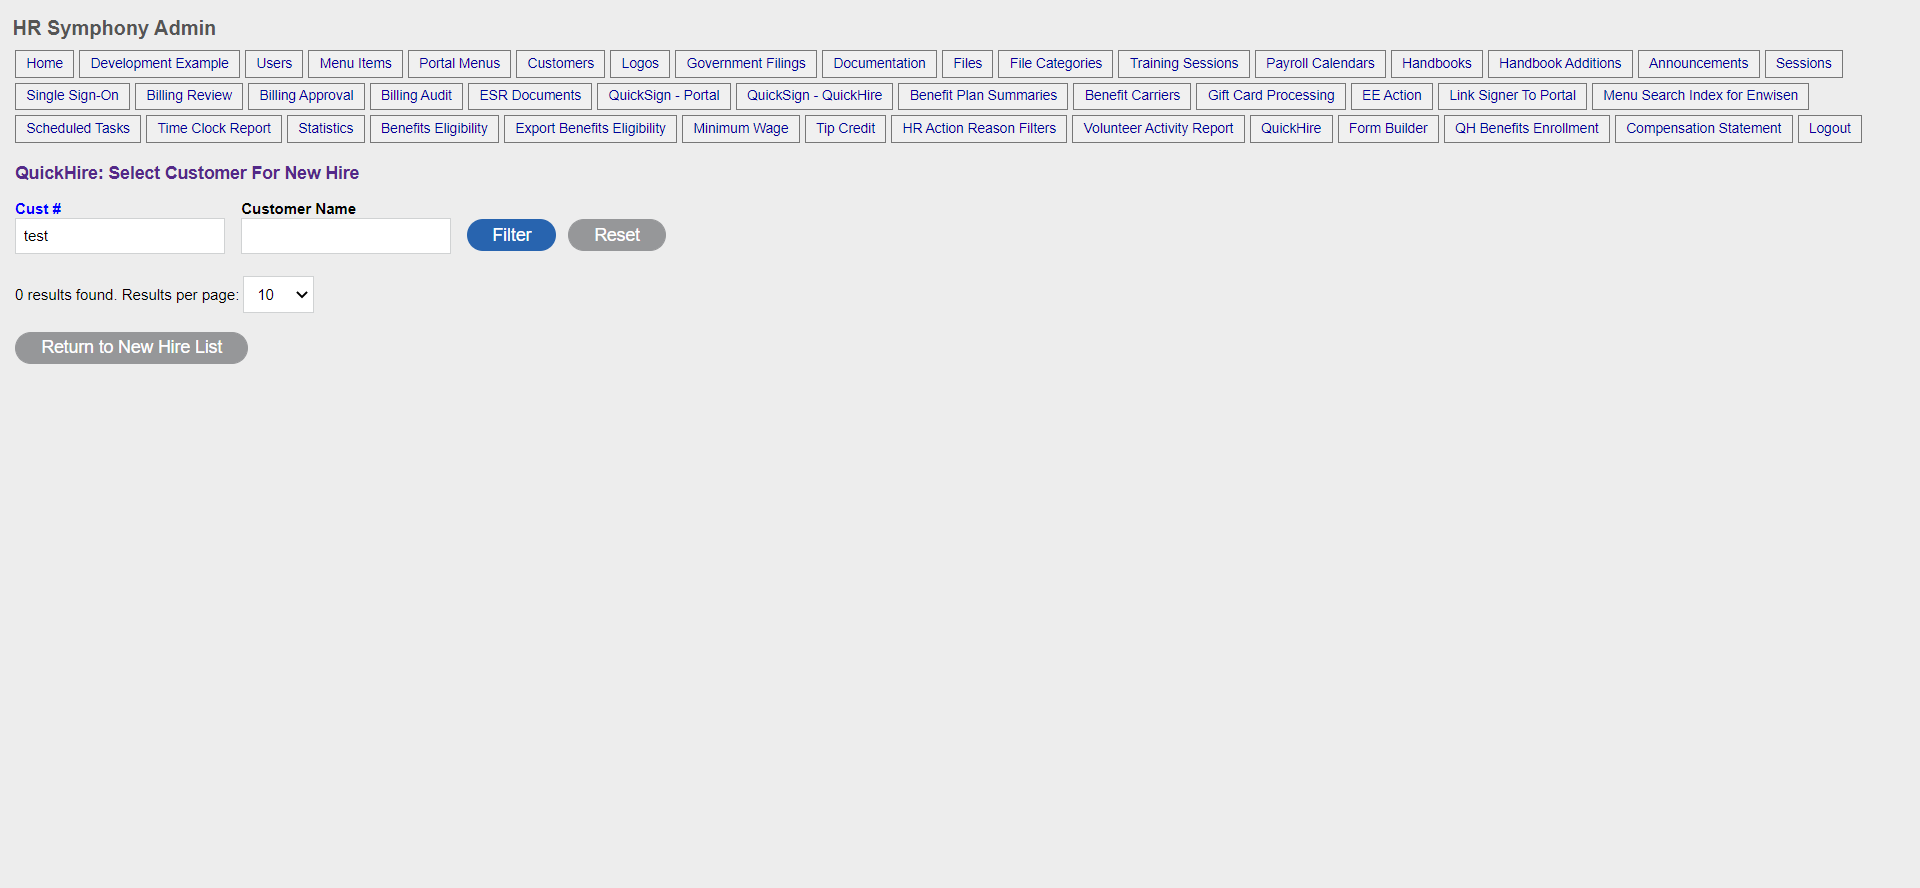 HR Symphony Admin
Home Development Example Users Menu Items Portal Menus Customers Logos Government Filings Documentation Files File Categories Training Sessions Payroll Calendars Handbooks Handbook Additions Announcements Sessions
Single Sign-On Billing Review Billing Approval Billing Audit ESR Documents QuickSign - Portal QuickSign - QuickHire Benefit Plan Summaries Benefit Carriers Gift Card Processing EE Action Link Signer To Portal Menu Search Index for Enwisen
Scheduled Tasks Time Clock Report Statistics Benefits Eligibility Export Benefits Eligibility Minimum Wage Tip Credit HR Action Reason Filters Volunteer Activity Report QuickHire Form Builder QH Benefits Enrollment Compensation Statement Logout
QuickHire: Select Customer For New Hire
Cust # Customer Name
test Filter Reset
0 results found. Results per page: 10
Return to New Hire List